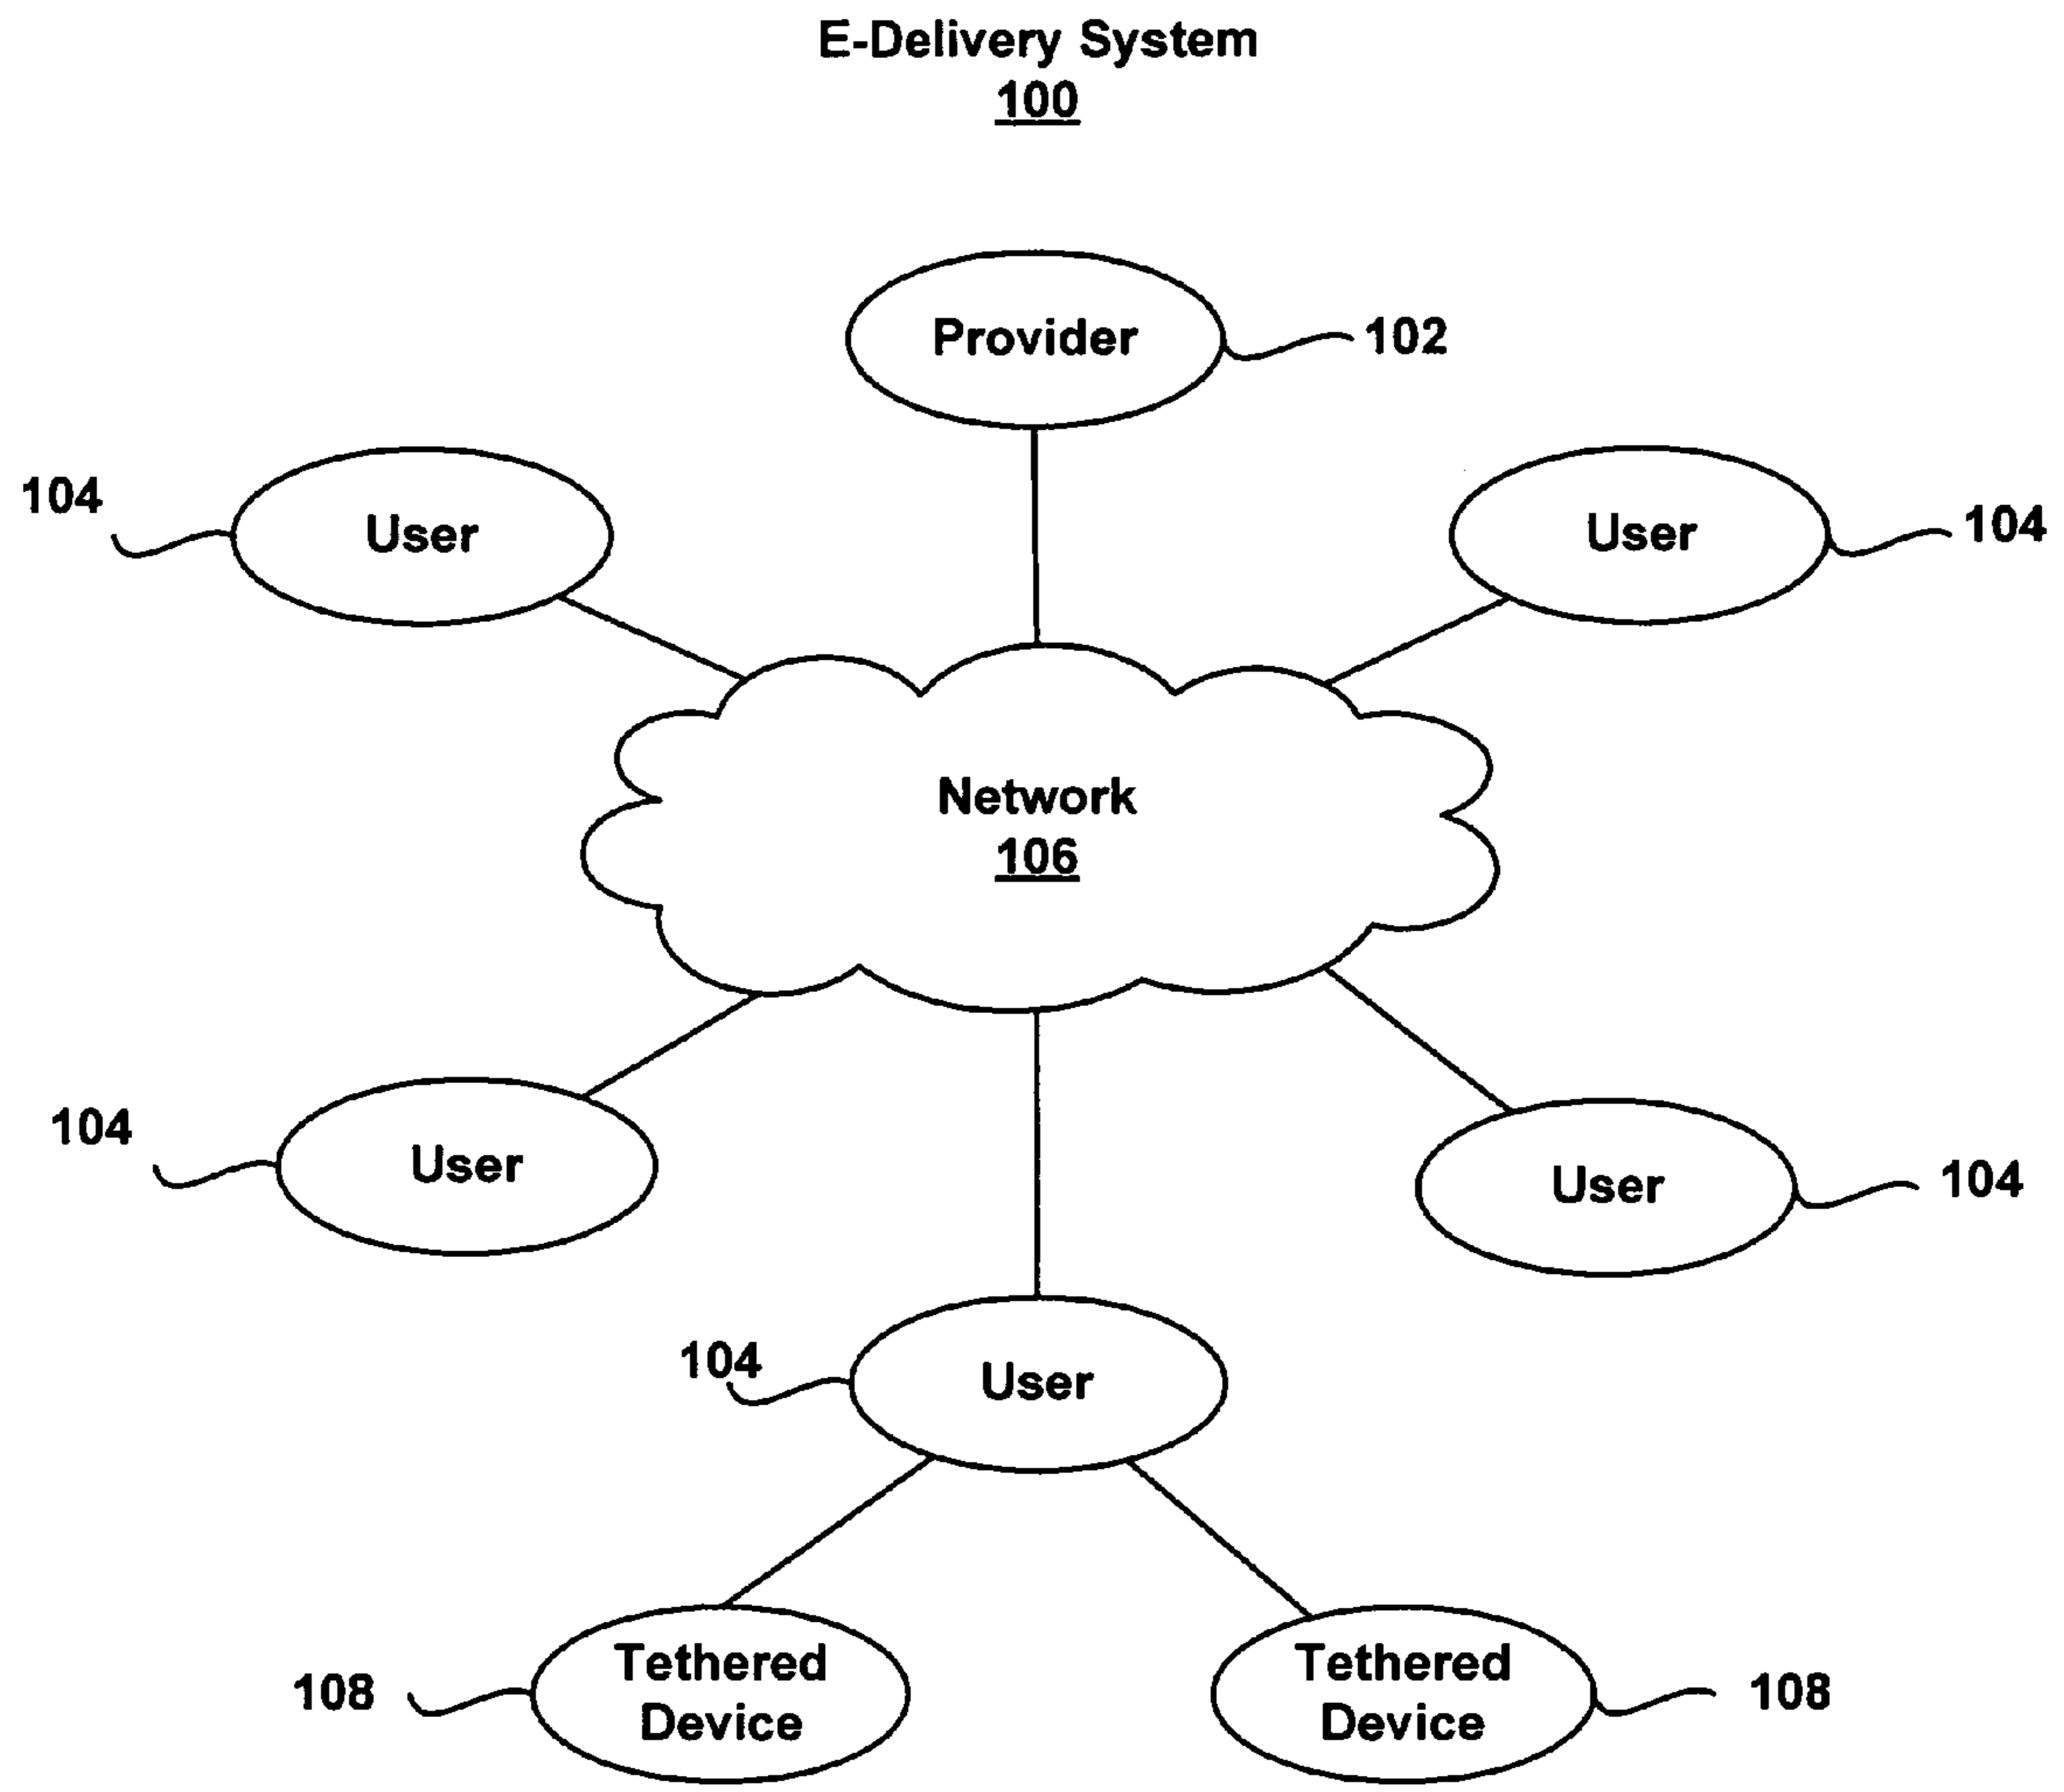 E-Delivery System
100
Provider
102
104
User
User
104
Network
106
104
User
User
104
104
User
108
Tethered
Device
Tethered
Device
108